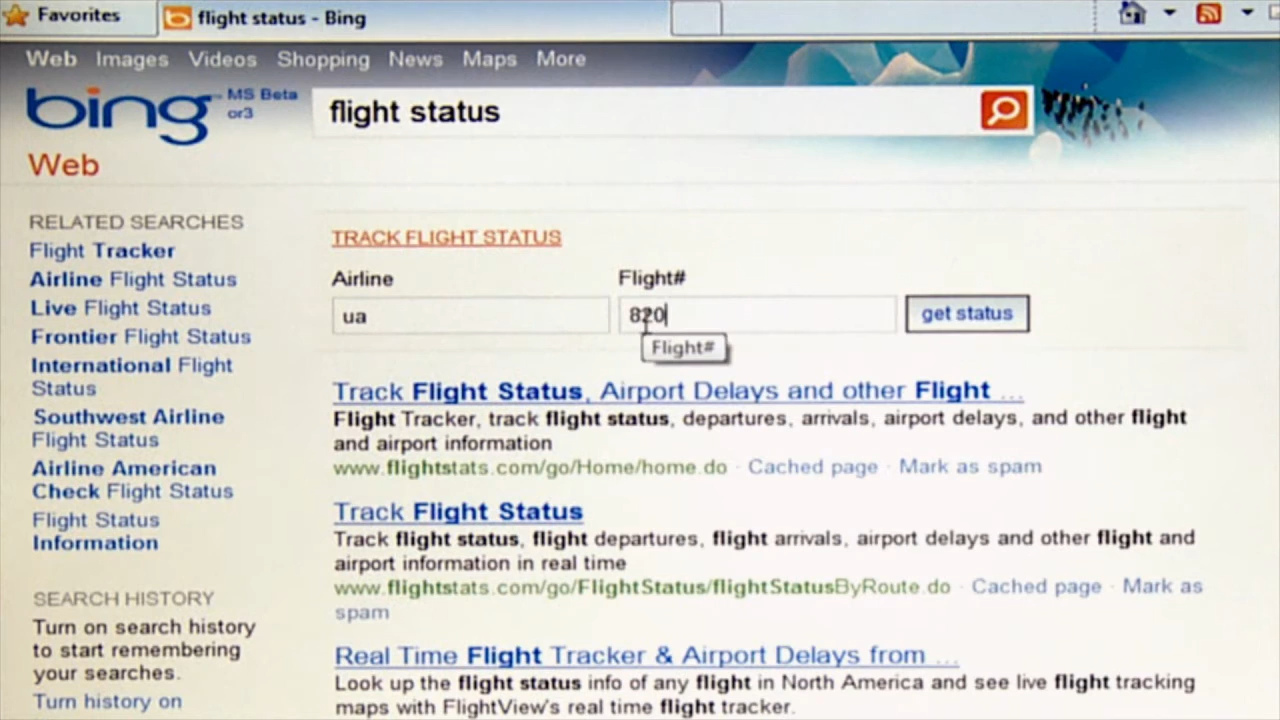 Favorites
flight status - Bing
Web Images Videos Shopping News Maps More
bing
MS Beta
or3
flight status
Web
RELATED SEARCHES
Flight Tracker
Airline Flight Status
Live Flight Status
Frontier Flight Status
International Flight
Status
Southwest Airline
Flight Status
Airline American
Check Flight Status
Flight Status
Information
SEARCH HISTORY
Turn on search history
to start remembering
your searches.
Turn history on
TRACK FLIGHT STATUS
Airline
Flight#
ua
820
get status
Flight#
Track Flight Status, Airport Delays and other Flight ...
Flight Tracker, track flight status, departures, arrivals, airport delays, and other flight
and airport information
www.flightstats.com/go/Home/home.do · Cached page · Mark as spam
Track Flight Status
Track flight status, flight departures, flight arrivals, airport delays and other flight and
airport information in real time
www.flightstats.com/go/FlightStatus/flightStatusByRoute.do · Cached page · Mark as
spam
Real Time Flight Tracker & Airport Delays from ...
Look up the flight status info of any flight in North America and see live flight tracking
maps with FlightView's real time flight tracker.